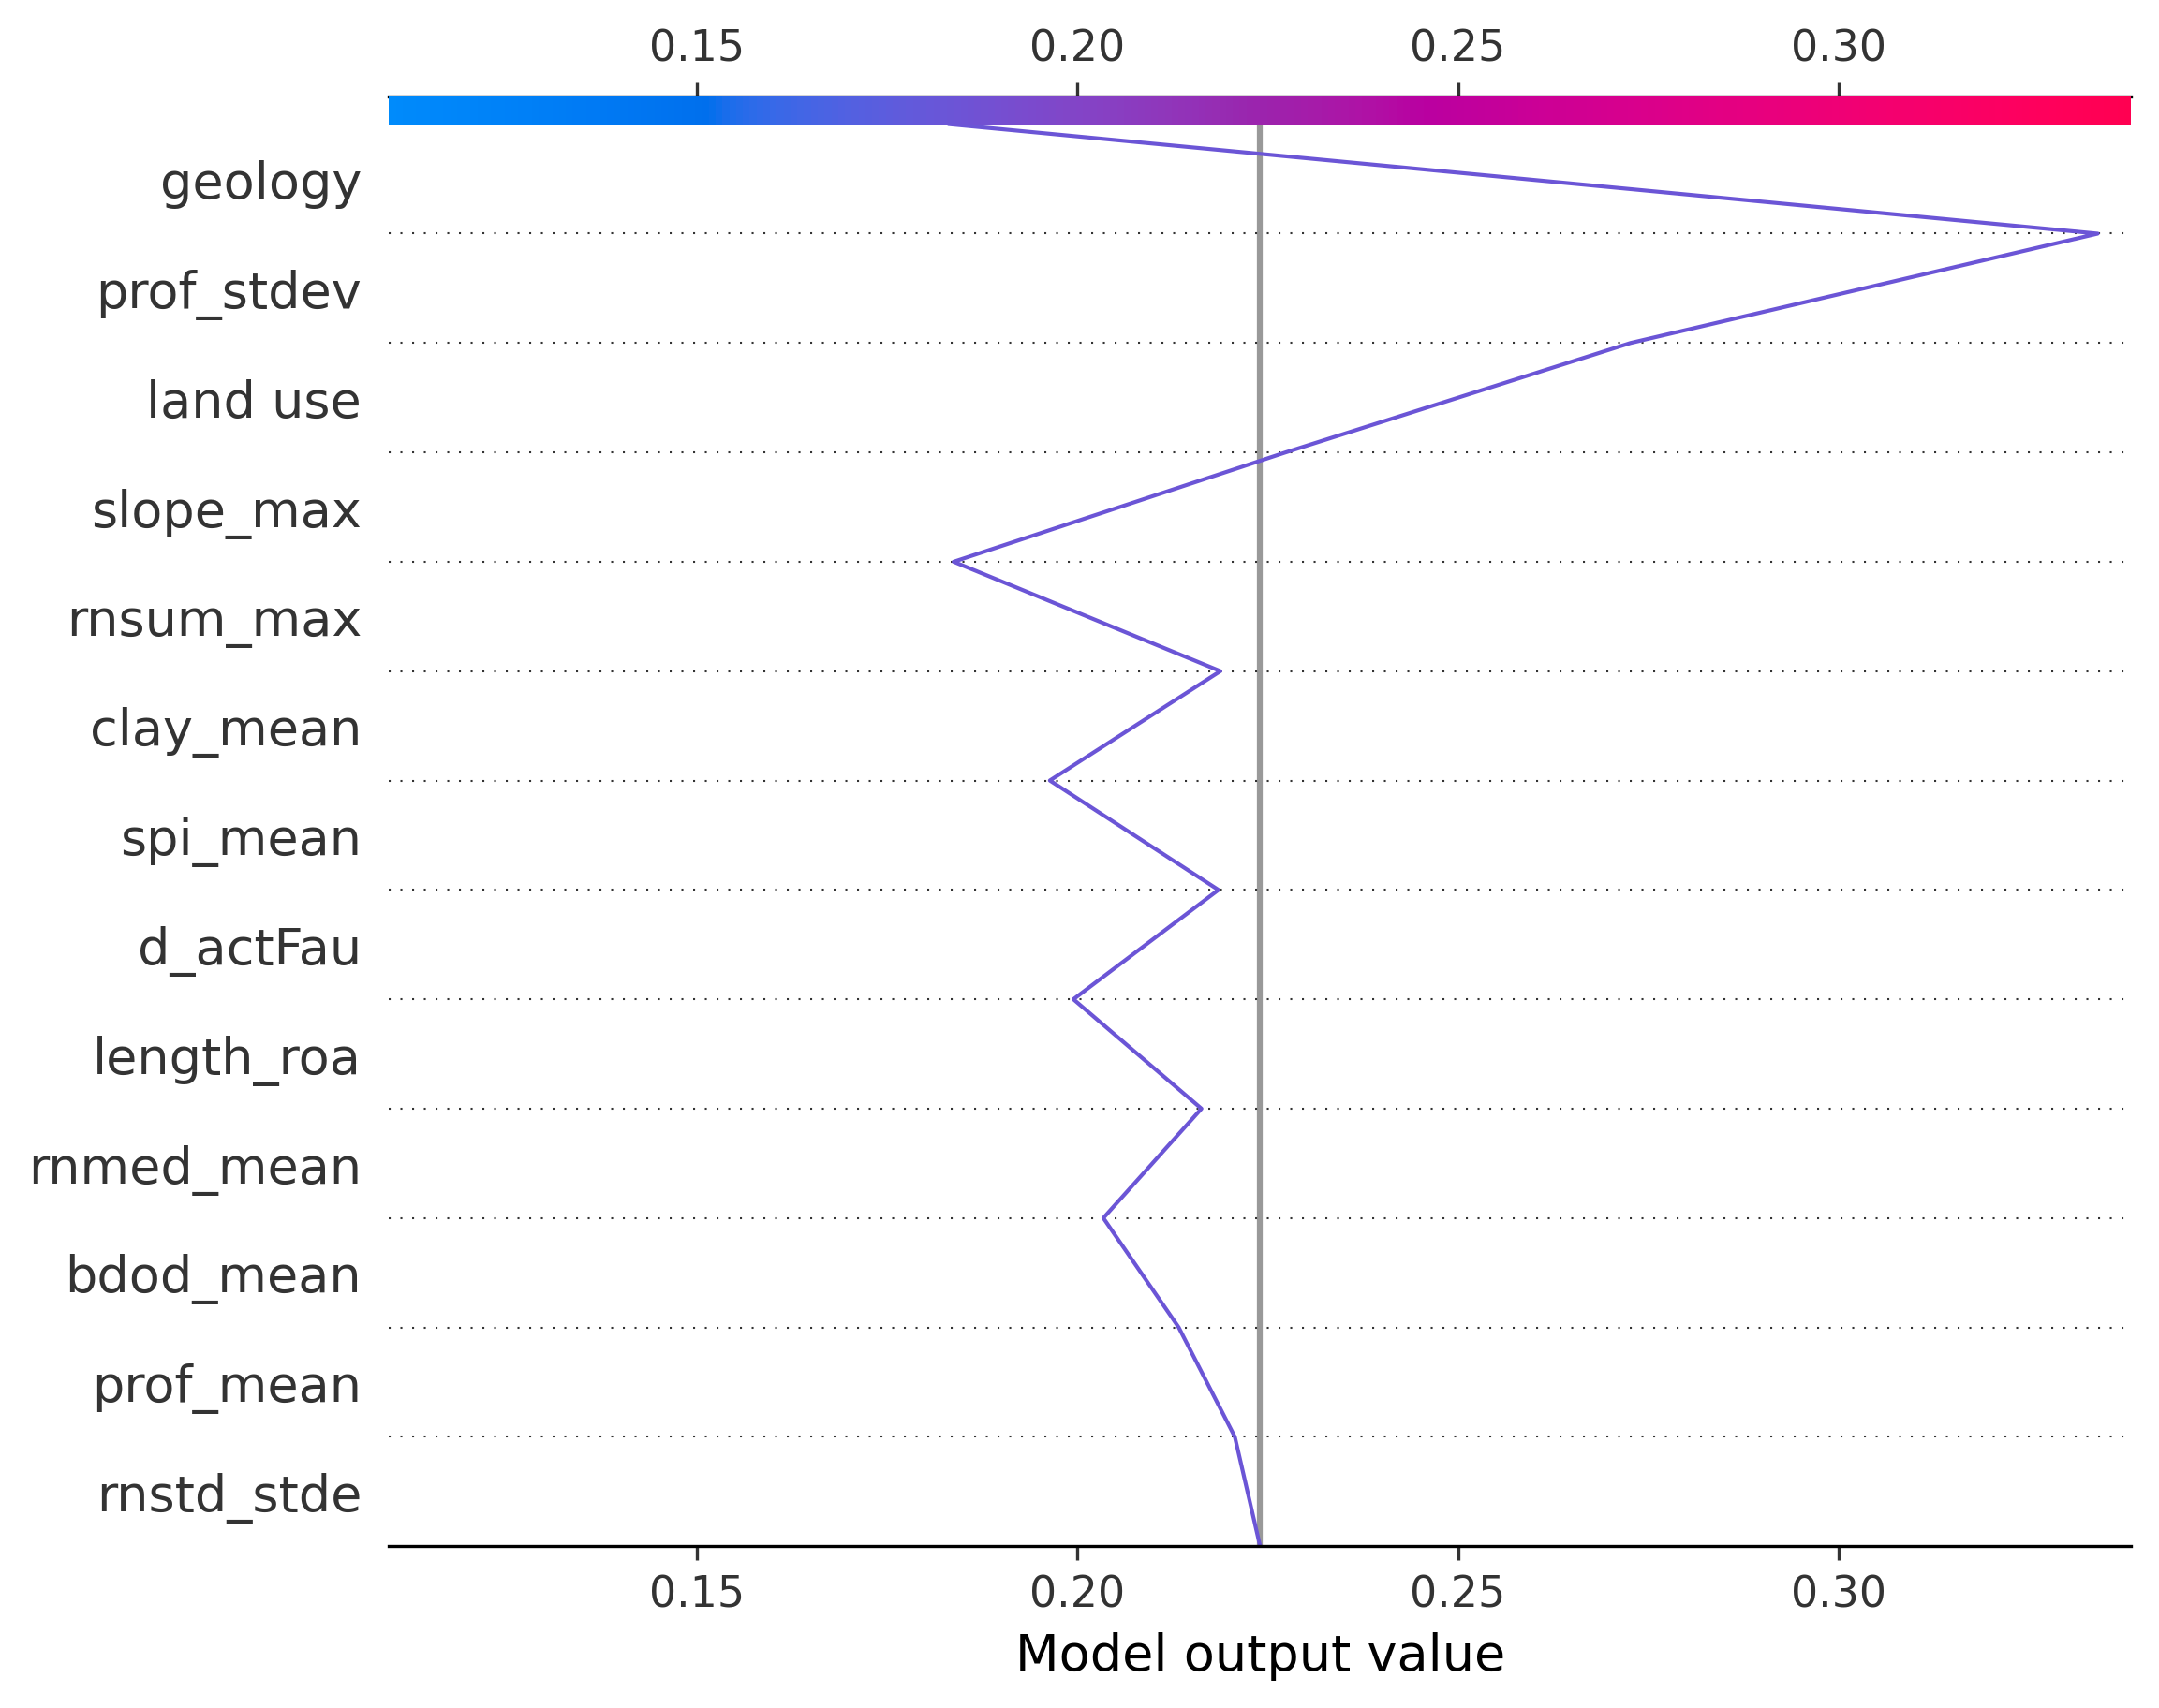 0.15 0.20 0.25 0.30
geology
prof_stdev
land use
slope_max
rnsum_max
clay_mean
spi_mean
d_actFau
length_roa
rnmed_mean
bdod_mean
prof_mean
rnstd_stde
0.15 0.20 0.25 0.30
Model output value